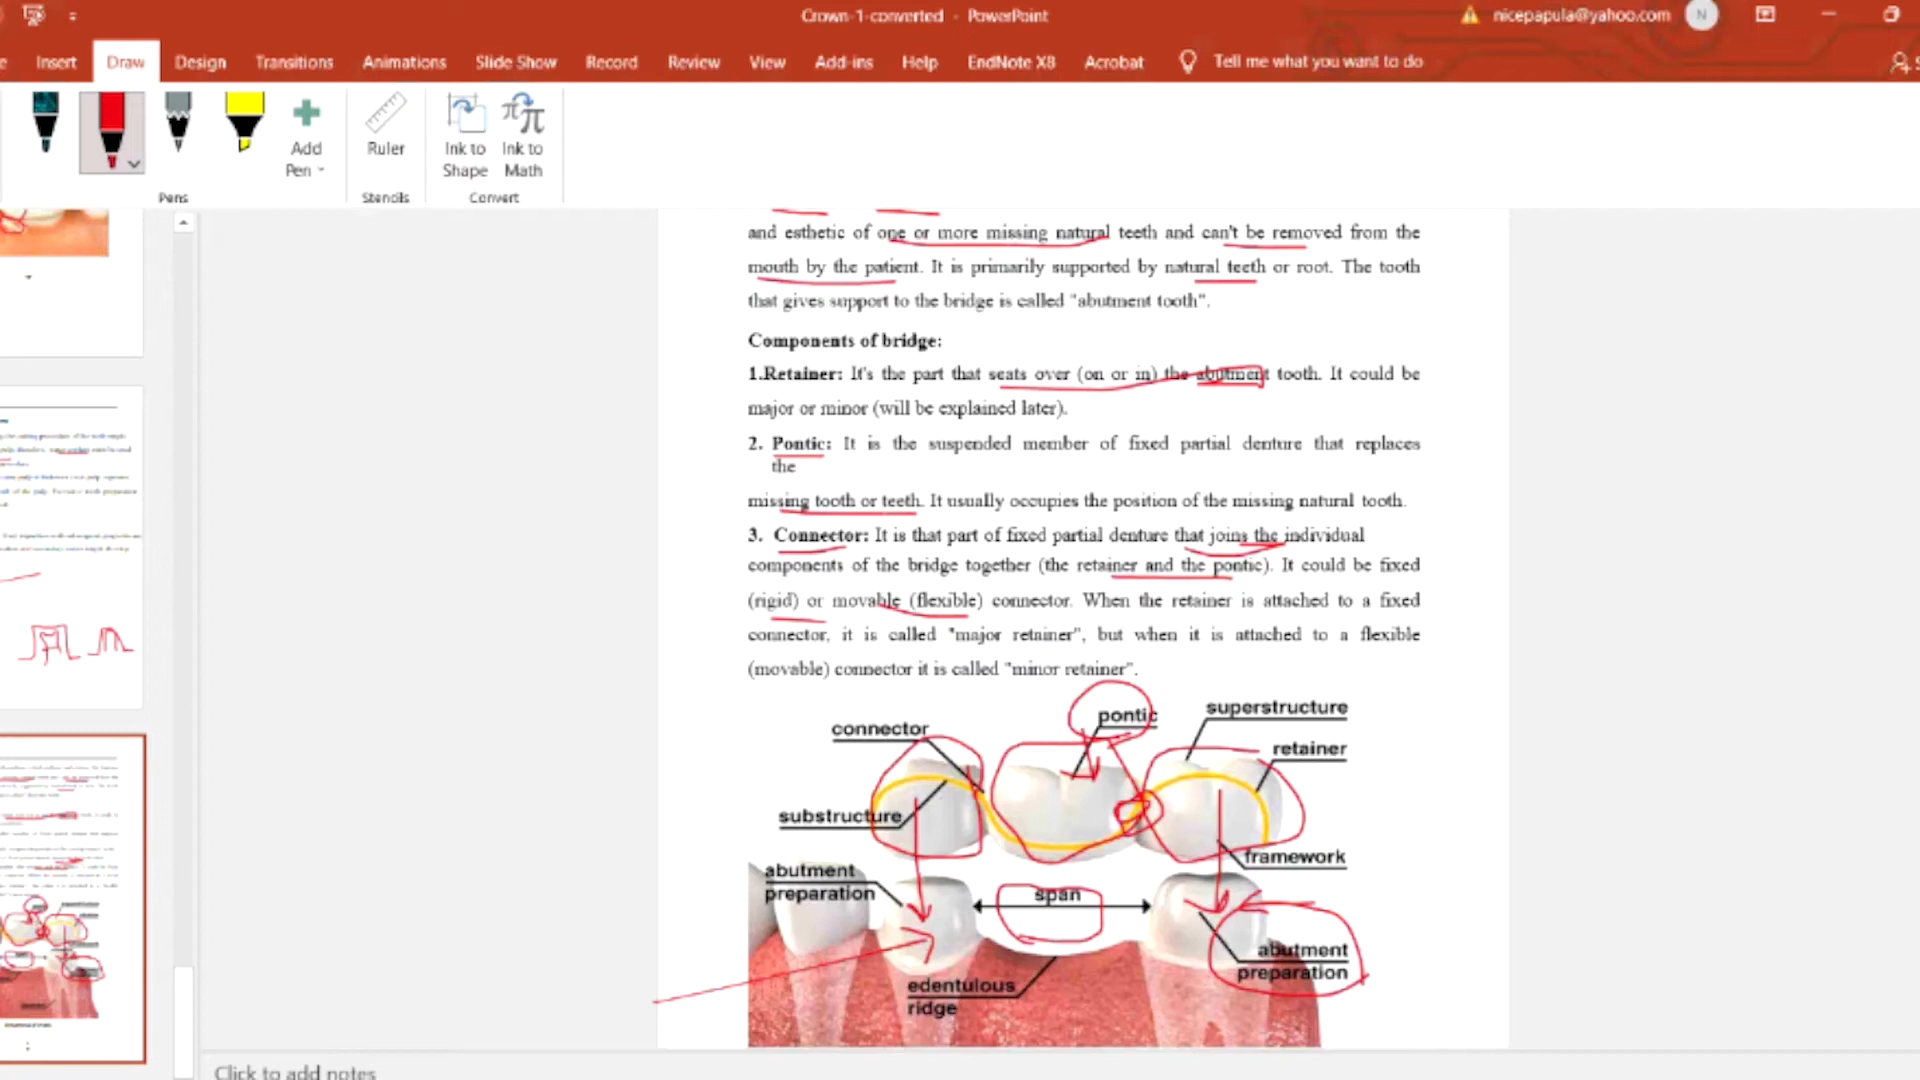 Crown-1-converted - PowerPoint
nicepapula@yahoo.com
N
Insert
Draw
Design
Transitions
Animations
Slide Show
Record
Review
View
Add-ins
Help
EndNote X8
Acrobat
Tell me what you want to do
Add
Pen
Ruler
Ink to
Shape
Ink to
Math
Pens
Stencils
Convert
and esthetic of one or more missing natural teeth and can't be removed from the
mouth by the patient. It is primarily supported by natural teeth or root. The tooth
that gives support to the bridge is called "abutment tooth".
Components of bridge:
1.Retainer: It's the part that seats over (on or in) the abutment tooth. It could be
major or minor (will be explained later).
2. Pontic: It is the suspended member of fixed partial denture that replaces
the
missing tooth or teeth. It usually occupies the position of the missing natural tooth.
3. Connector: It is that part of fixed partial denture that joins the individual
components of the bridge together (the retainer and the pontic). It could be fixed
(rigid) or movable (flexible) connector. When the retainer is attached to a fixed
connector, it is called "major retainer", but when it is attached to a flexible
(movable) connector it is called "minor retainer".
pontic
superstructure
connector
retainer
substructure
framework
abutment
preparation
span
abutment
preparation
edentulous
ridge
Click to add notes